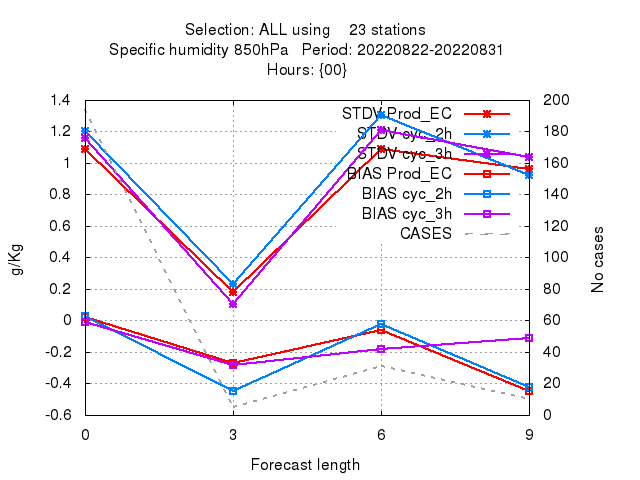 Selection: ALL using    23 stations
Specific humidity 850hPa   Period: 20220822-20220831
Hours: {00}
1.4
1.2
1
0.8
0.6
0.4
0.2
0
-0.2
-0.4
-0.6
g/Kg
STDV Prod_EC
STDV cyc_2h
STDV cyc_3h
BIAS Prod_EC
BIAS cyc_2h
BIAS cyc_3h
CASES
200
180
160
140
120
100
80
60
40
20
0
No cases
0 3 6 9
Forecast length